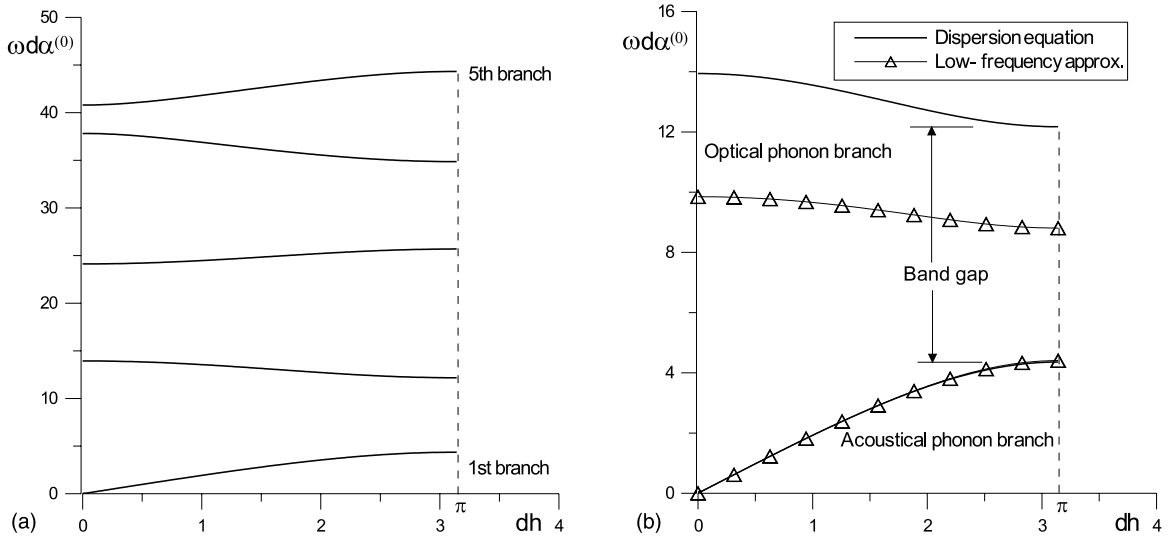 50
ωdα(0)
40
30
20
10
0
5th branch
1st branch
π
(a)
0
1
2
3
dh
4
16
ωdα(0)
12
8
4
0
Dispersion equation
Low- frequency approx.
Optical phonon branch
Band gap
Acoustical phonon branch
π
(b)
0
1
2
3
dh
4